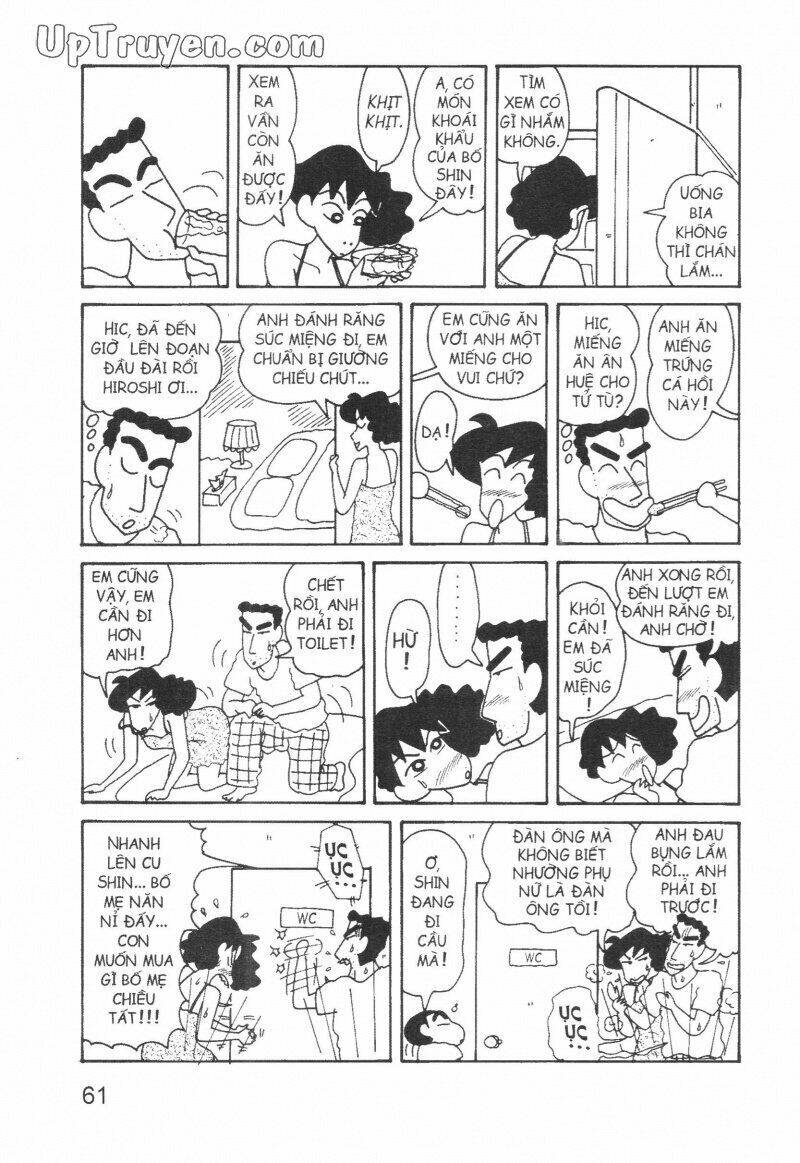 UpTruyen.com
TÌM
XEM CÓ
GÌ NHẮM
KHÔNG.
UỐNG
BIA
KHÔNG
THÌ CHÁN
LẮM...
A, CÓ
MÓN
KHOÁI
KHẨU
CỦA BỐ
SHIN
ĐÂY!
KHỊT
KHỊT.
XEM
RA
VẪN
CÒN
ĂN
ĐƯỢC
ĐẤY!
ANH ĂN
MIẾNG
TRỨNG
CÁ HỒI
NÀY!
HIC,
MIẾNG
ĂN ÂN
HUỆ CHO
TỬ TÙ?
EM CŨNG ĂN
VỚI ANH MỘT
MIẾNG CHO
VUI CHỨ?
DẠ!
ANH ĐÁNH RĂNG
SÚC MIỆNG ĐI, EM
CHUẨN BỊ GIƯỜNG
CHIẾU CHÚT...
HIC, ĐÃ ĐẾN
GIỜ LÊN ĐOẠN
ĐẦU ĐÀI RỒI
HIROSHI ƠI...
ANH XONG RỒI,
ĐẾN LƯỢT EM
ĐÁNH RĂNG ĐI,
ANH CHỜ!
KHỎI
CẦN!
EM ĐÃ
SÚC
MIỆNG
!
......
HỪ
!
CHẾT
RỒI, ANH
PHẢI ĐI
TOILET!
EM CŨNG
VẬY, EM
CẦN ĐI
HƠN
ANH!
ANH ĐAU
BỤNG LẮM
RỒI... ANH
PHẢI ĐI
TRƯỚC!
ĐÀN ÔNG MÀ
KHÔNG BIẾT
NHƯỜNG PHỤ
NỮ LÀ ĐÀN
ÔNG TỒI!
Ơ,
SHIN
ĐANG
ĐI
CẦU
MÀ!
WC
ỤC
ỤC
...
ỤC
ỤC
...
WC
NHANH
LÊN CU
SHIN... BỐ
MẸ NĂN
NỈ ĐẤY...
CON
MUỐN MUA
GÌ BỐ MẸ
CHIỀU
TẤT!!!
61